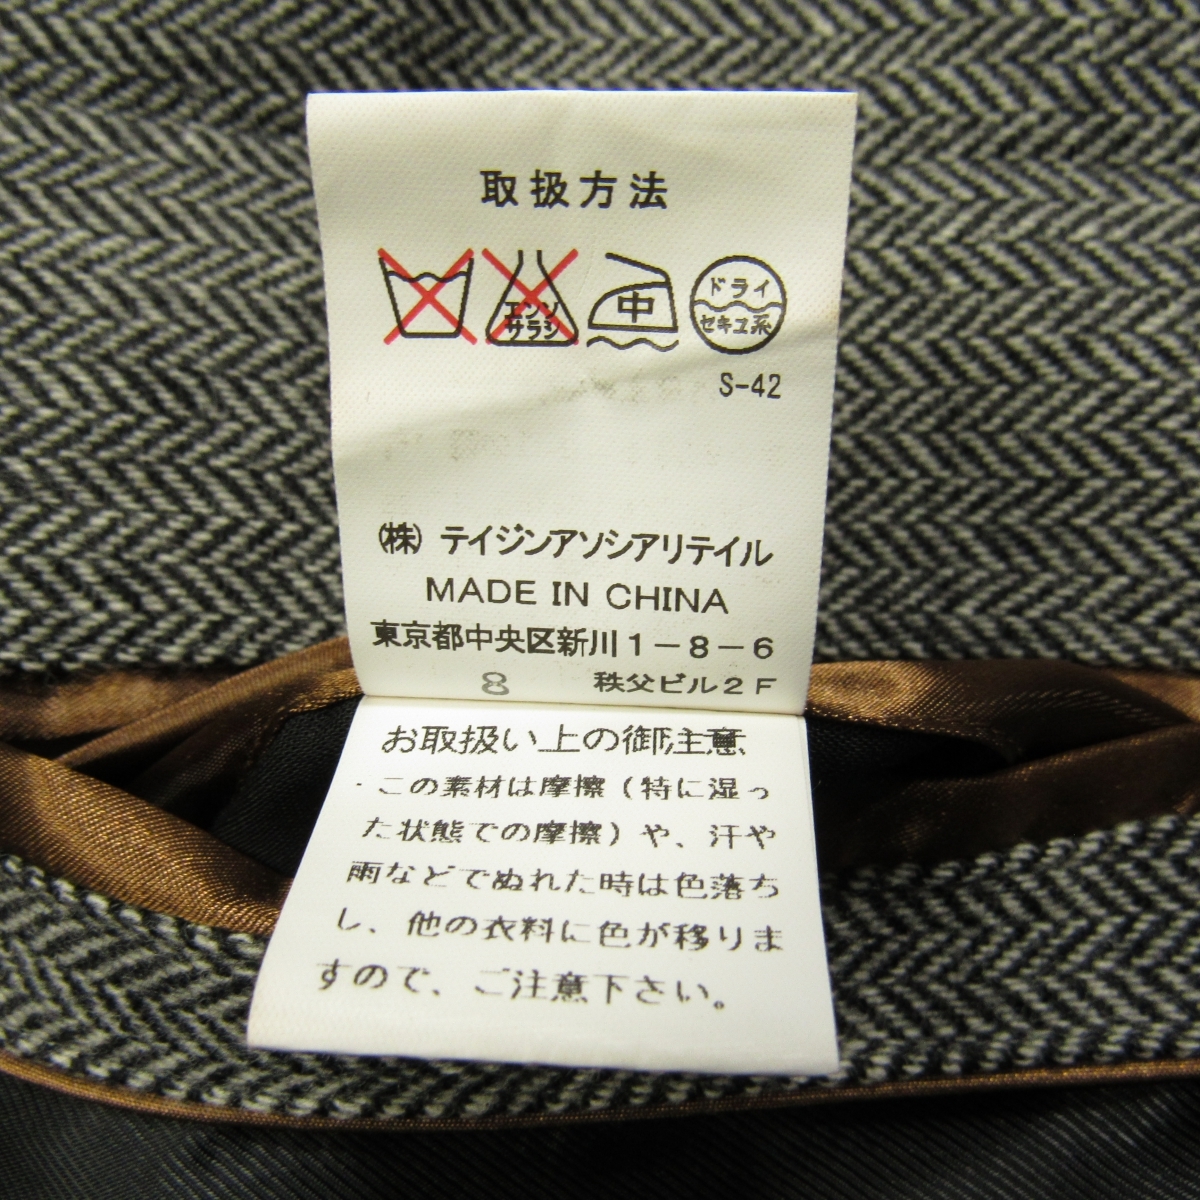 取扱方法
エンソ
サラシ
中
ドライ
セキユ系
S-42
(株) テイジンアソシアリテイル
MADE IN CHINA
東京都中央区新川1-8-6
8 秩父ビル2F
お取扱い上の御注意
・この素材は摩擦(特に湿っ
た状態での摩擦)や、汗や
雨などでぬれた時は色落ち
し、他の衣料に色が移りま
すので、ご注意下さい。